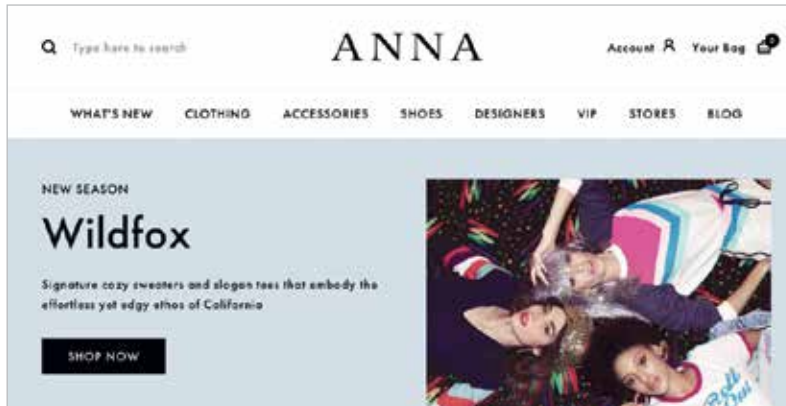 Type here to search
ANNA
Account
Your Bag
0
WHAT'S NEW CLOTHING ACCESSORIES SHOES DESIGNERS VIP STORES BLOG
NEW SEASON
Wildfox
Signature cozy sweaters and slogan tees that embody the
effortless yet edgy ethos of California
SHOP NOW